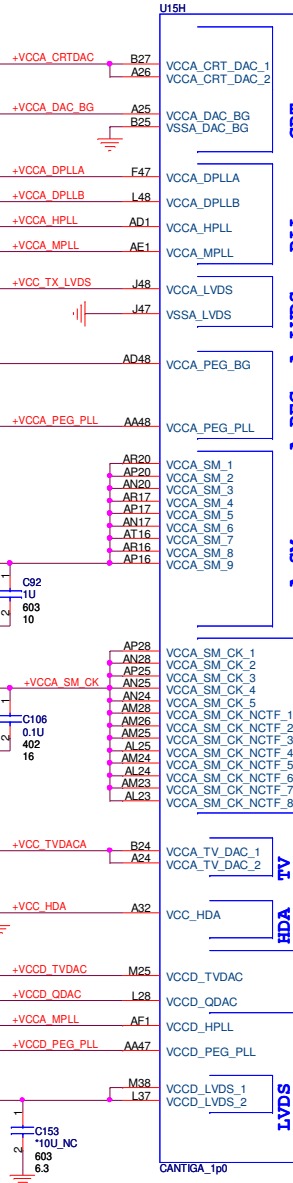 U15H
+VCCA_CRTDAC B27 VCCA_CRT_DAC_1
A26 VCCA_CRT_DAC_2
+VCCA_DAC_BG A25 VCCA_DAC_BG
B25 VSSA_DAC_BG
+VCCA_DPLLA F47 VCCA_DPLLA
+VCCA_DPLLB L48 VCCA_DPLLB
+VCCA_HPLL AD1 VCCA_HPLL
+VCCA_MPLL AE1 VCCA_MPLL
+VCC_TX_LVDS J48 VCCA_LVDS
J47 VSSA_LVDS
AD48 VCCA_PEG_BG
+VCCA_PEG_PLL AA48 VCCA_PEG_PLL
AR20 VCCA_SM_1
AP20 VCCA_SM_2
AN20 VCCA_SM_3
AR17 VCCA_SM_4
AP17 VCCA_SM_5
AN17 VCCA_SM_6
AT16 VCCA_SM_7
AR16 VCCA_SM_8
AP16 VCCA_SM_9
1
C92
1U
2 603
10
AP28 VCCA_SM_CK_1
AN28 VCCA_SM_CK_2
AP25 VCCA_SM_CK_3
+VCCA_SM_CK AN25 VCCA_SM_CK_4
AN24 VCCA_SM_CK_5
AM28 VCCA_SM_CK_NCTF_1
AM26 VCCA_SM_CK_NCTF_2
AM25 VCCA_SM_CK_NCTF_3
AL25 VCCA_SM_CK_NCTF_4
AM24 VCCA_SM_CK_NCTF_5
AL24 VCCA_SM_CK_NCTF_6
AM23 VCCA_SM_CK_NCTF_7
AL23 VCCA_SM_CK_NCTF_8
1
C106
0.1U
2 402
16
+VCC_TVDACA B24 VCCA_TV_DAC_1
A24 VCCA_TV_DAC_2
TV
+VCC_HDA A32 VCC_HDA
HDA
+VCCD_TVDAC M25 VCCD_TVDAC
+VCCD_QDAC L28 VCCD_QDAC
+VCCA_MPLL AF1 VCCD_HPLL
+VCCD_PEG_PLL AA47 VCCD_PEG_PLL
M38 VCCD_LVDS_1
L37 VCCD_LVDS_2
LVDS
1
C153
*10U_NC
2 603
6.3
CANTIGA_1p0